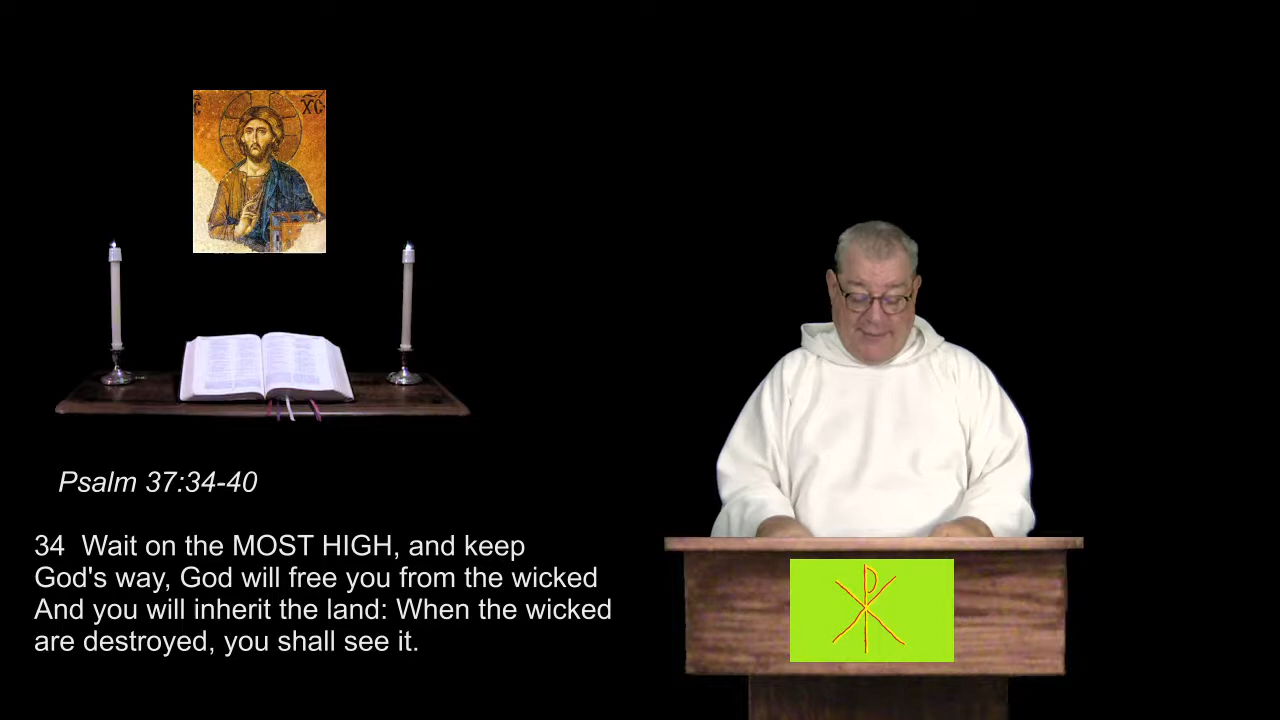 XC
Psalm 37:34-40
34 Wait on the MOST HIGH, and keep
God's way, God will free you from the wicked
And you will inherit the land: When the wicked
are destroyed, you shall see it.